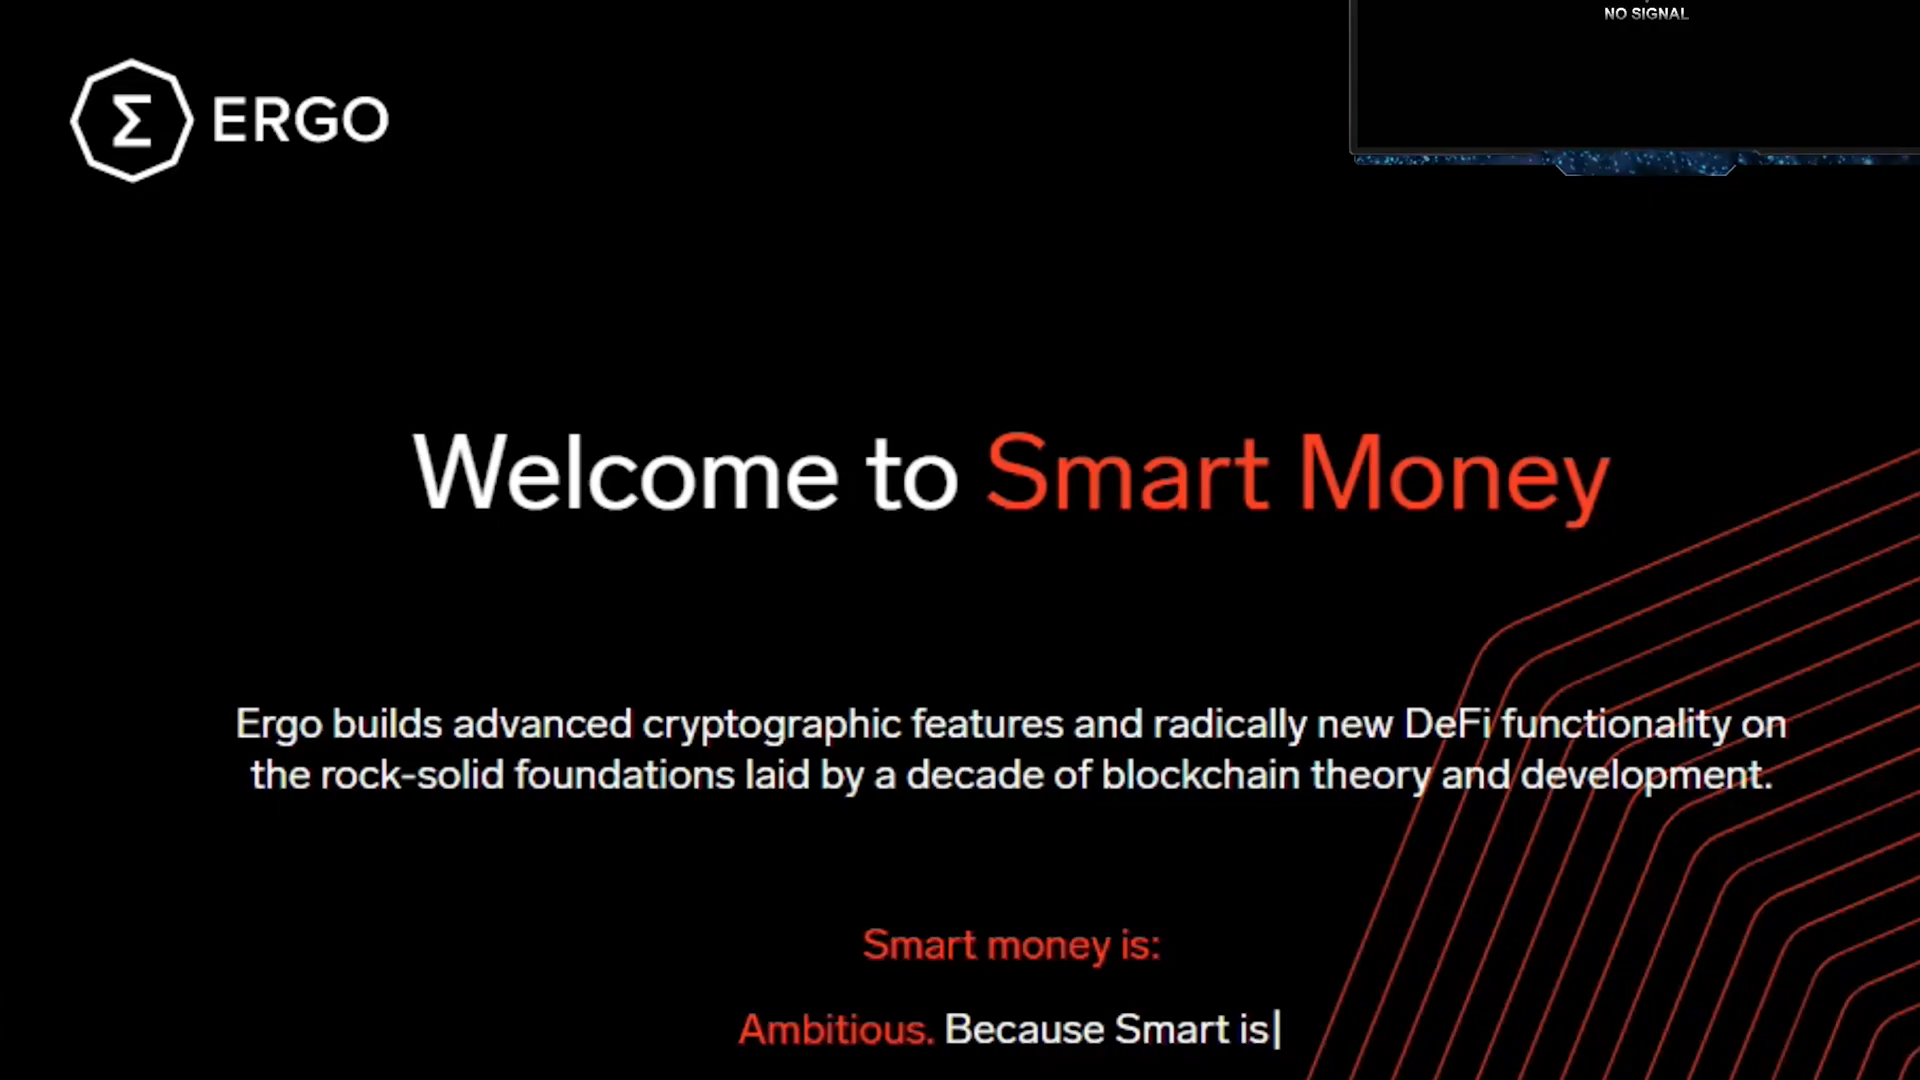 NO SIGNAL
Σ ERGO
Welcome to Smart Money
Ergo builds advanced cryptographic features and radically new DeFi functionality on
the rock-solid foundations laid by a decade of blockchain theory and development.
Smart money is:
Ambitious. Because Smart is|